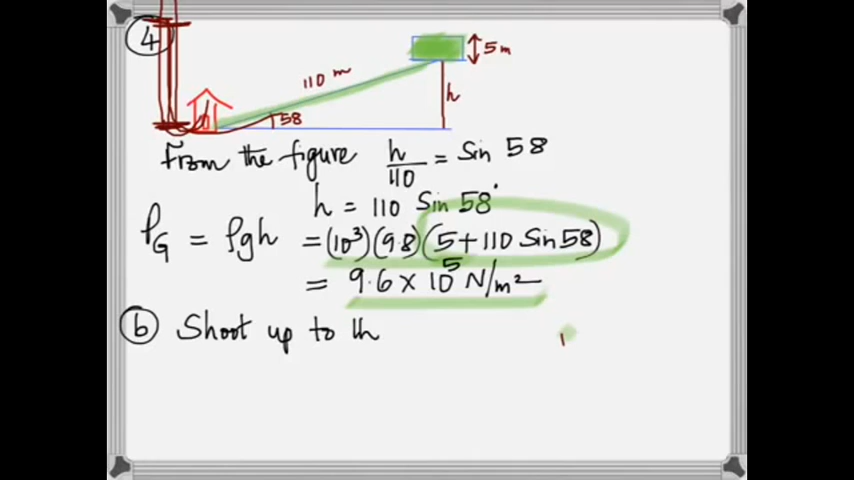 4
5m
110 m
h
58
From the figure h/110 = Sin 58
h = 110 Sin 58°
P_G = ρgh = (10³)(9.8)(5+110 Sin 58)
= 9.6 × 10⁵ N/m²
b Shoot up to th